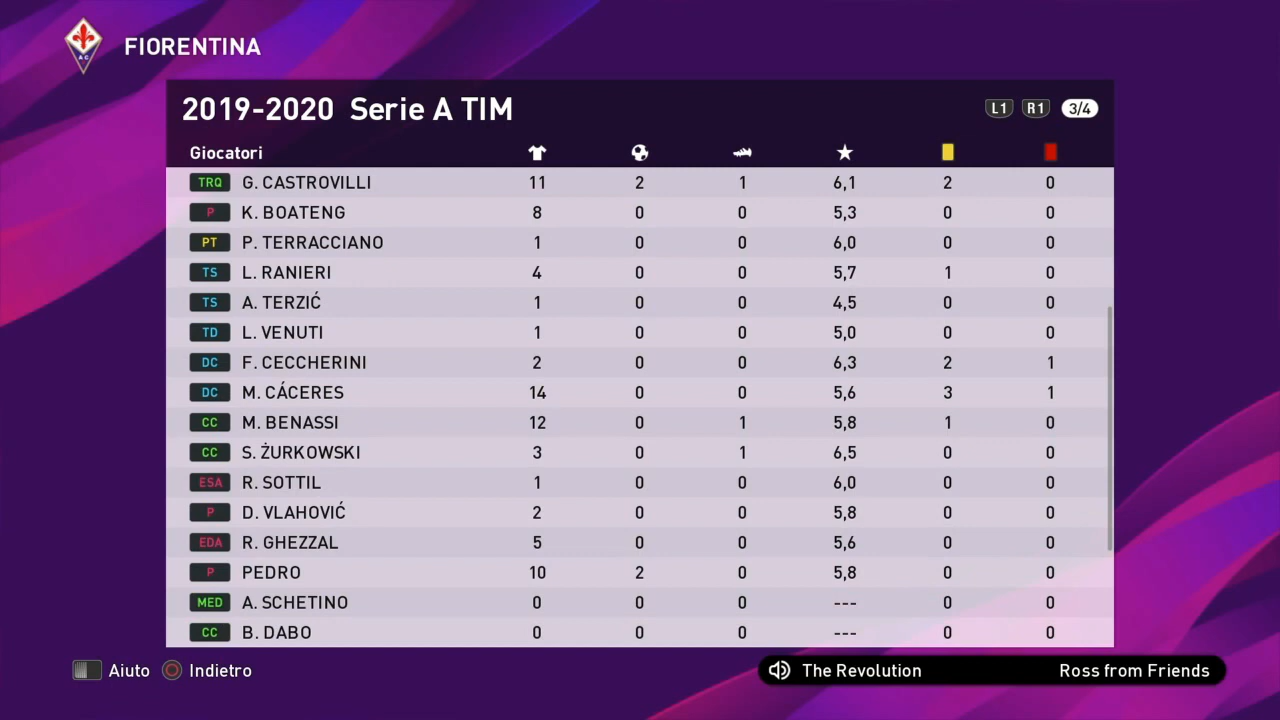 FIORENTINA
2019-2020 Serie A TIM L1 R1 3/4
Giocatori
TRQ G. CASTROVILLI 11 2 1 6,1 2 0
P K. BOATENG 8 0 0 5,3 0 0
PT P. TERRACCIANO 1 0 0 6,0 0 0
TS L. RANIERI 4 0 0 5,7 1 0
TS A. TERZIĆ 1 0 0 4,5 0 0
TD L. VENUTI 1 0 0 5,0 0 0
DC F. CECCHERINI 2 0 0 6,3 2 1
DC M. CÁCERES 14 0 0 5,6 3 1
CC M. BENASSI 12 0 1 5,8 1 0
CC S. ŻURKOWSKI 3 0 1 6,5 0 0
ESA R. SOTTIL 1 0 0 6,0 0 0
P D. VLAHOVIĆ 2 0 0 5,8 0 0
EDA R. GHEZZAL 5 0 0 5,6 0 0
P PEDRO 10 2 0 5,8 0 0
MED A. SCHETINO 0 0 0 --- 0 0
CC B. DABO 0 0 0 --- 0 0
Aiuto Indietro The Revolution Ross from Friends